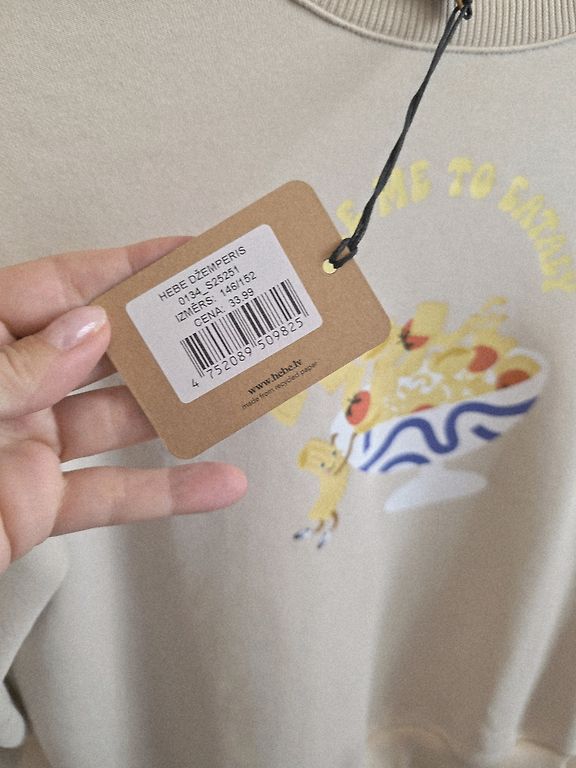 ME TO EATALY
HEBE DŽEMPERIS
0134_S25251
IZMĒRS: 146/152
CENA: 33.99
4 752089 509825
www.hebe.lv
made from recycled paper